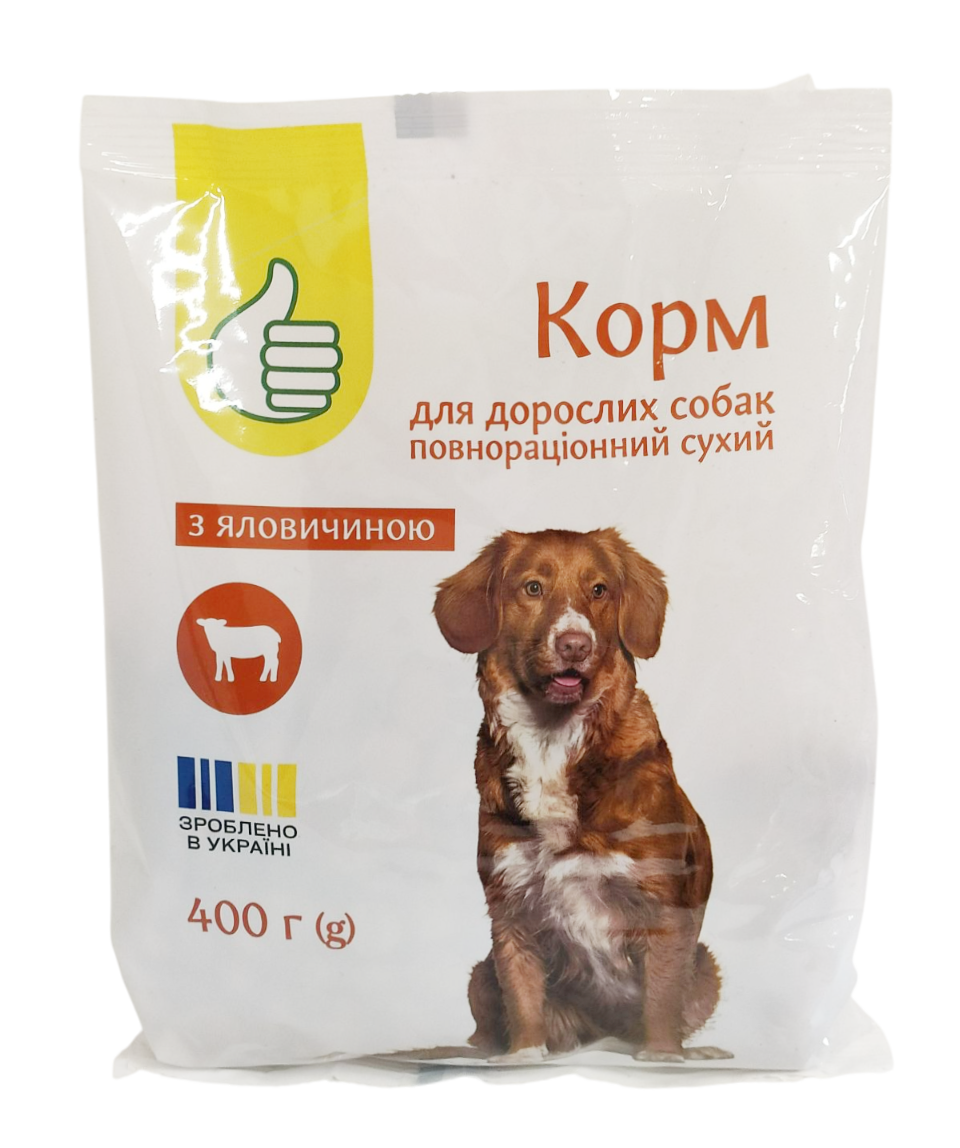 Корм
для дорослих собак
повнораціонний сухий
з яловичиною
ЗРОБЛЕНО
В УКРАЇНІ
400 г (g)